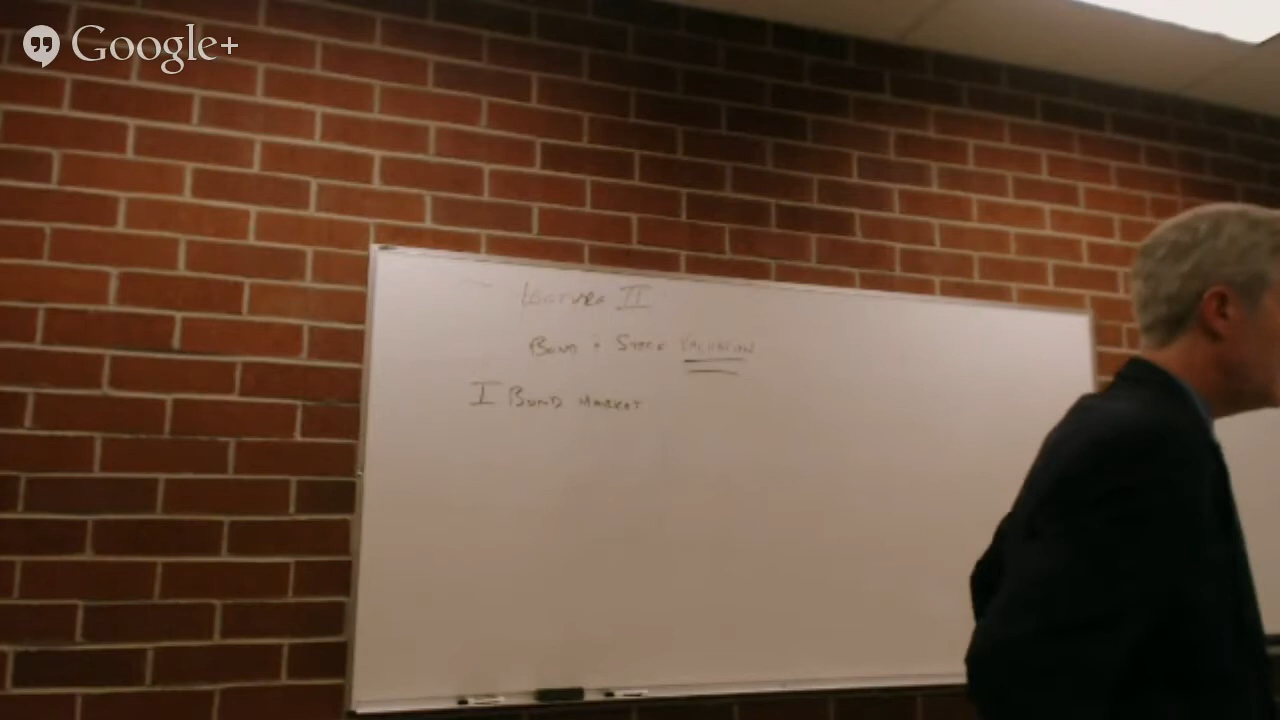 Google+
LECTURE II
BOND + STOCK VALUATION
I BOND MARKET